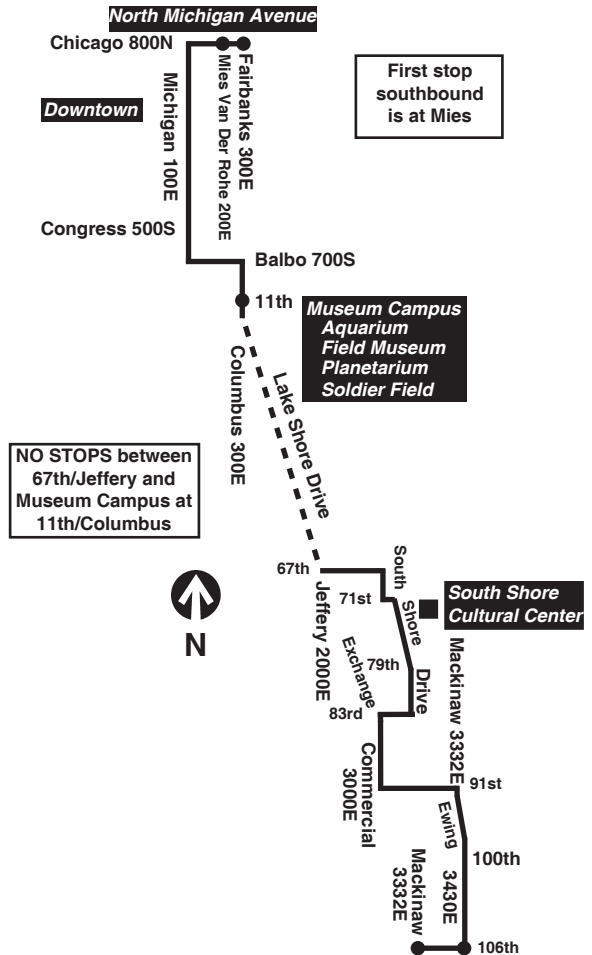 North Michigan Avenue
Chicago 800N
Fairbanks 300E
Mies Van Der Rohe 200E
Michigan 100E
First stop
southbound
is at Mies
Downtown
Congress 500S
Balbo 700S
11th
Museum Campus
Aquarium
Field Museum
Planetarium
Soldier Field
Columbus 300E
Lake Shore Drive
NO STOPS between
67th/Jeffery and
Museum Campus at
11th/Columbus
N
67th
Jeffery 2000E
South
Shore
Drive
71st
South Shore
Cultural Center
Exchange
79th
Mackinaw 3332E
83rd
Commercial
3000E
91st
Ewing
3430E
100th
Mackinaw
3332E
106th